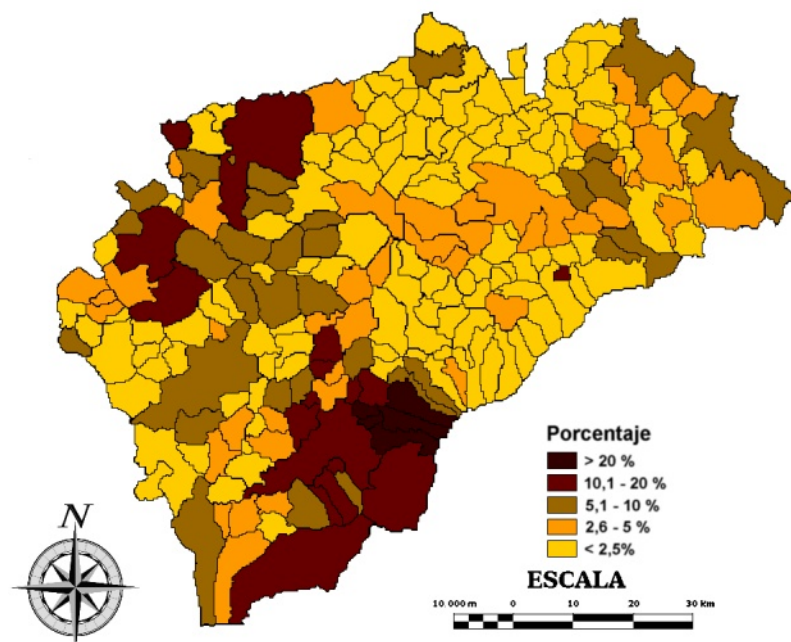 Porcentaje
> 20 %
10,1 - 20 %
5,1 - 10 %
2,6 - 5 %
< 2,5%
N
ESCALA
10 000 m 0 10 20 30 km